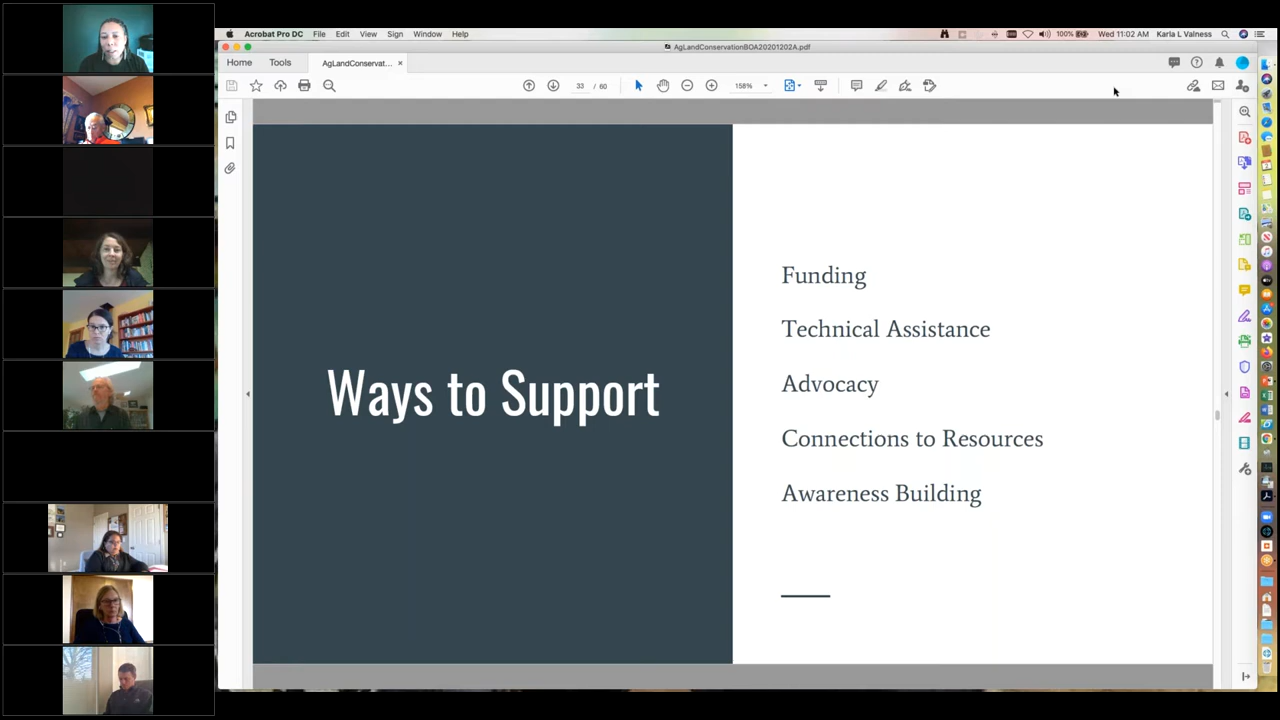 Acrobat Pro DC File Edit View Sign Window Help
100% Wed 11:02 AM Karla L Valness
AgLandConservationBOA20201202A.pdf
Home Tools AgLandConservat... ×
33 / 60 158%
Ways to Support
Funding
Technical Assistance
Advocacy
Connections to Resources
Awareness Building